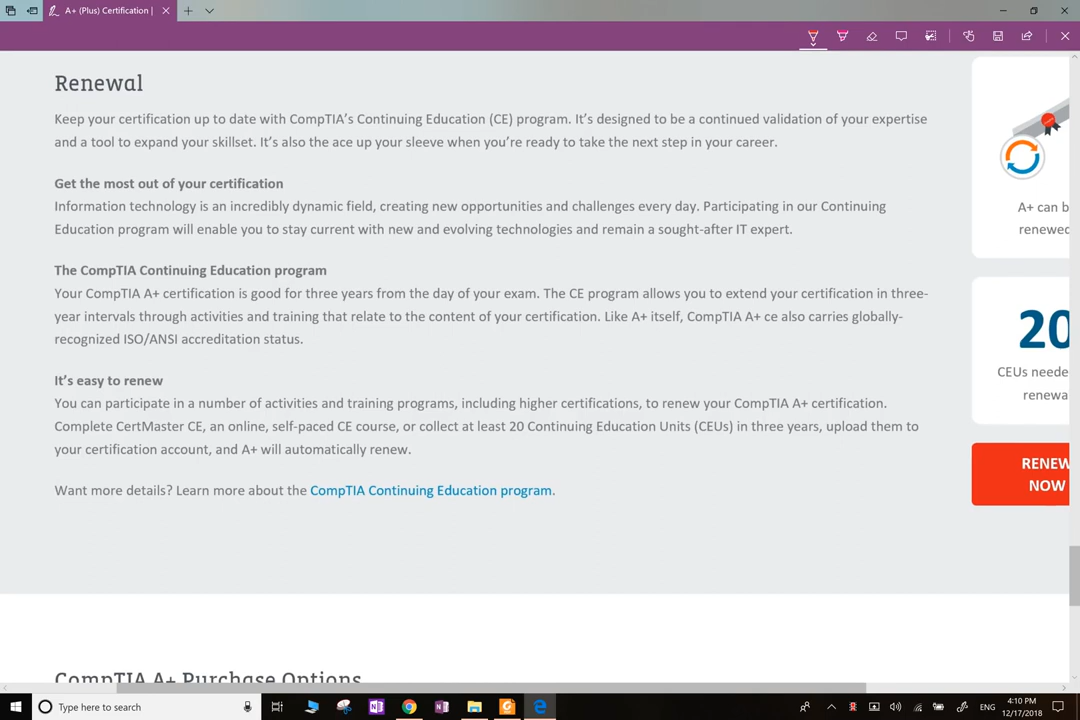 A+ (Plus) Certification |
Renewal
Keep your certification up to date with CompTIA's Continuing Education (CE) program. It's designed to be a continued validation of your expertise
and a tool to expand your skillset. It's also the ace up your sleeve when you're ready to take the next step in your career.
Get the most out of your certification
Information technology is an incredibly dynamic field, creating new opportunities and challenges every day. Participating in our Continuing
Education program will enable you to stay current with new and evolving technologies and remain a sought-after IT expert.
The CompTIA Continuing Education program
Your CompTIA A+ certification is good for three years from the day of your exam. The CE program allows you to extend your certification in three-
year intervals through activities and training that relate to the content of your certification. Like A+ itself, CompTIA A+ ce also carries globally-
recognized ISO/ANSI accreditation status.
It's easy to renew
You can participate in a number of activities and training programs, including higher certifications, to renew your CompTIA A+ certification.
Complete CertMaster CE, an online, self-paced CE course, or collect at least 20 Continuing Education Units (CEUs) in three years, upload them to
your certification account, and A+ will automatically renew.
Want more details? Learn more about the CompTIA Continuing Education program.
A+ can b
renewed
20
CEUs neede
renewa
RENEW
NOW
CompTIA A+ Purchase Options
Type here to search
ENG
4:10 PM
12/17/2018